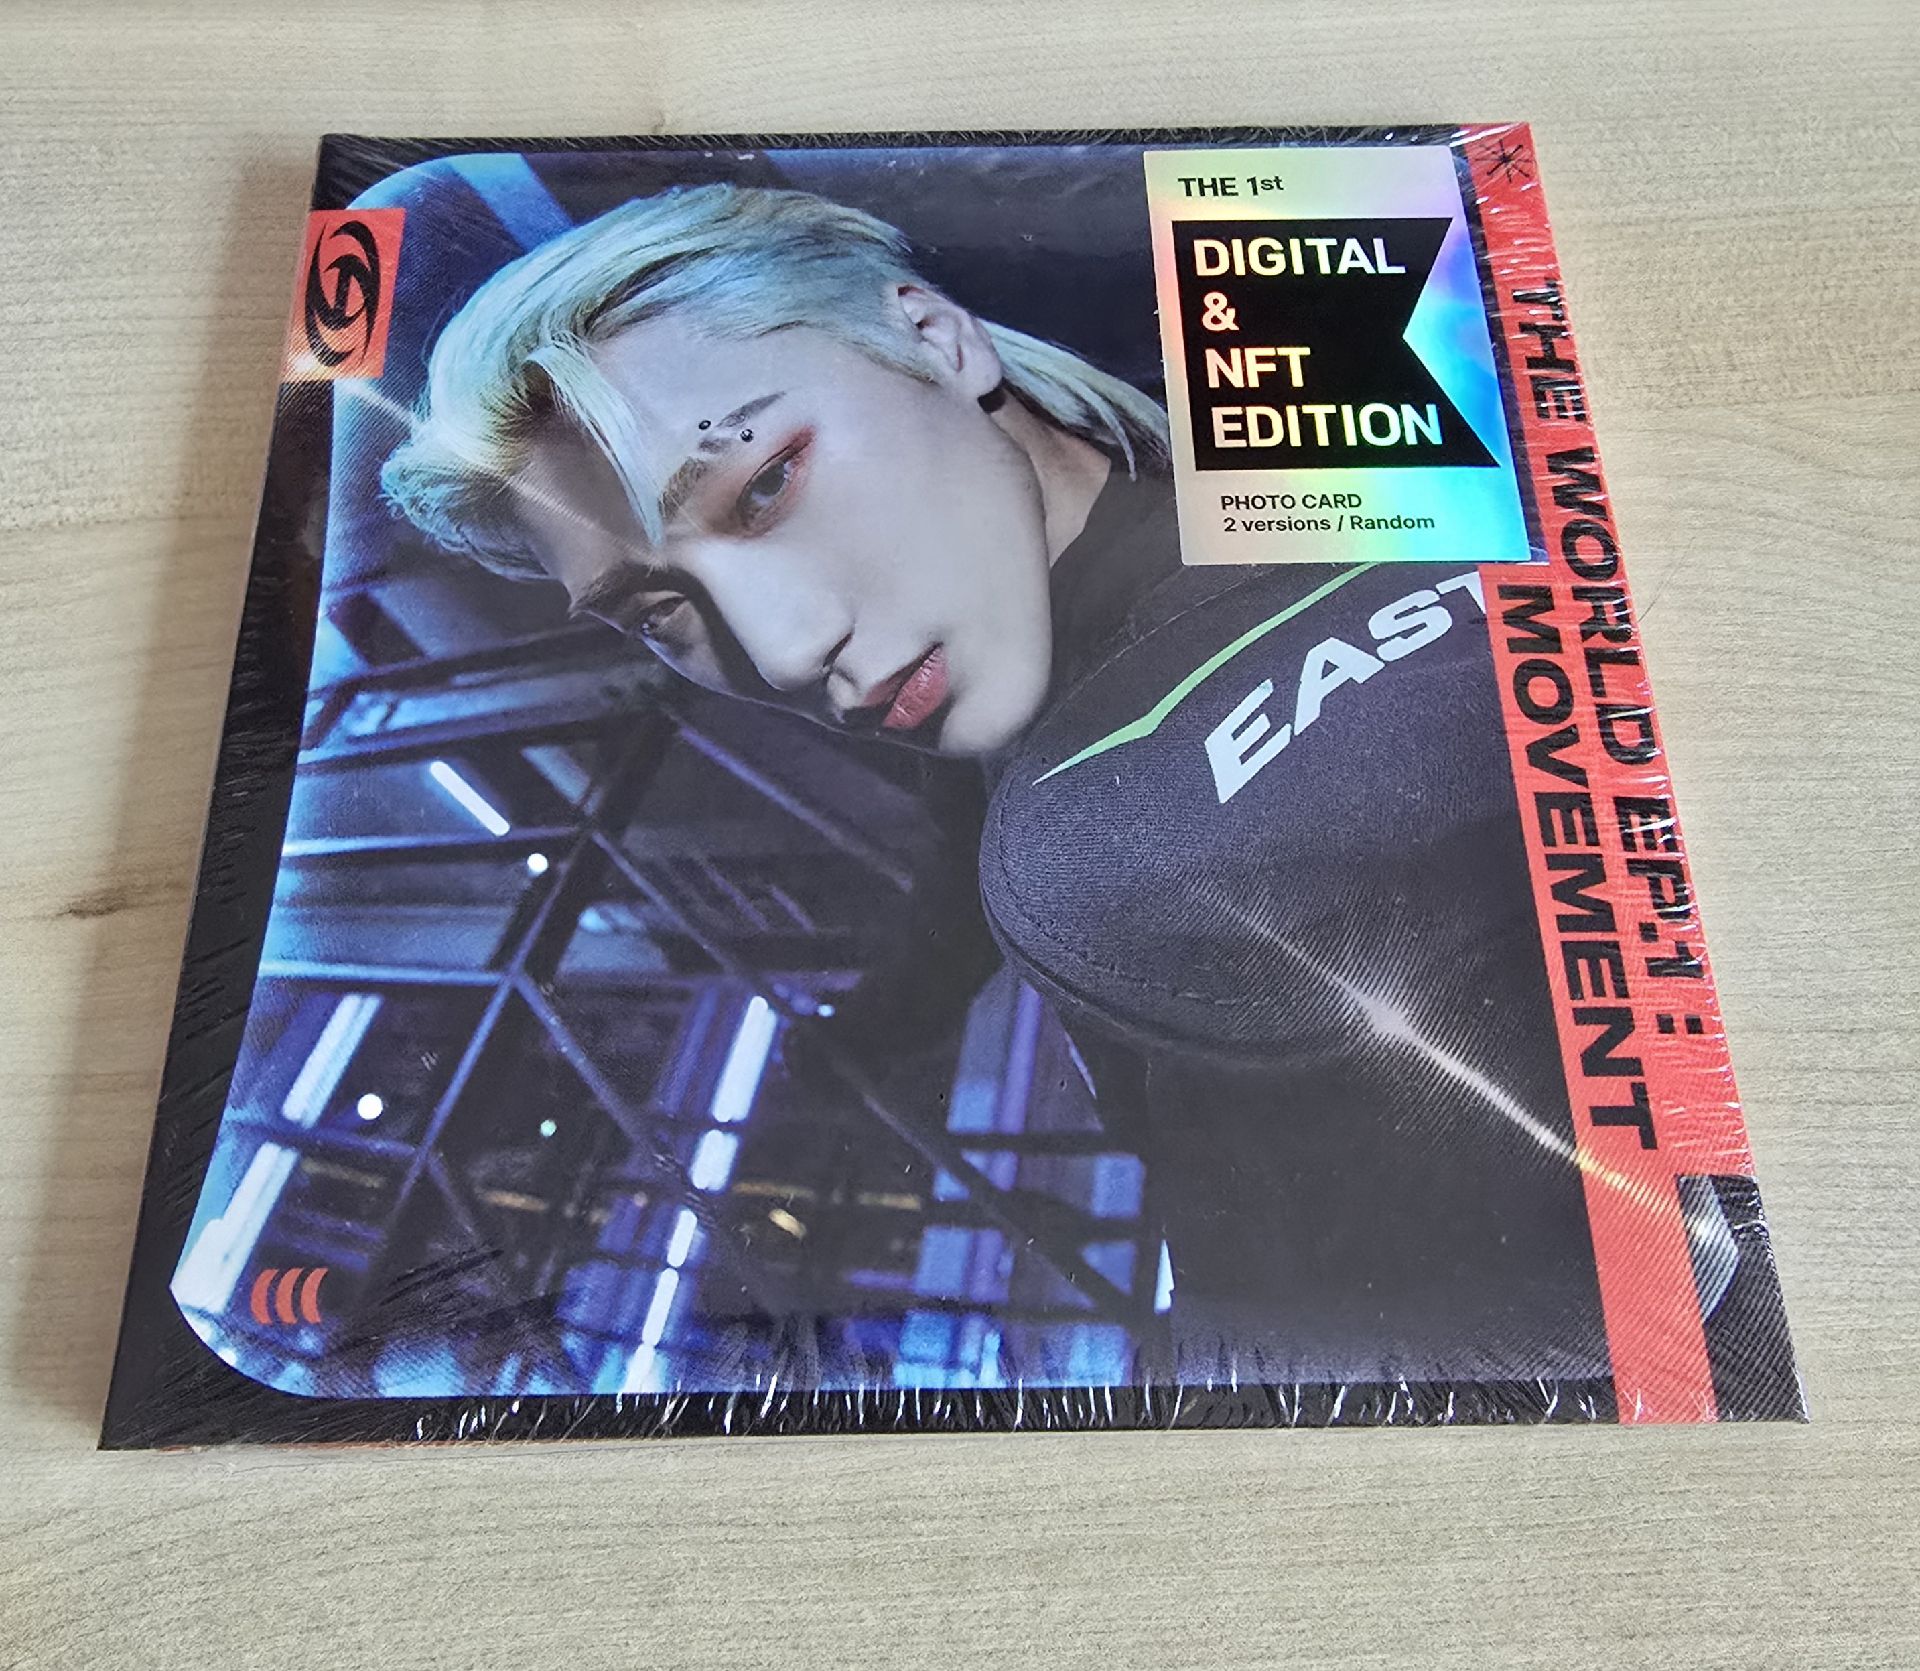 THE 1st
DIGITAL
&
NFT
EDITION
PHOTO CARD
2 versions / Random
THE WORLD EP.1 :
MOVEMENT
EAST